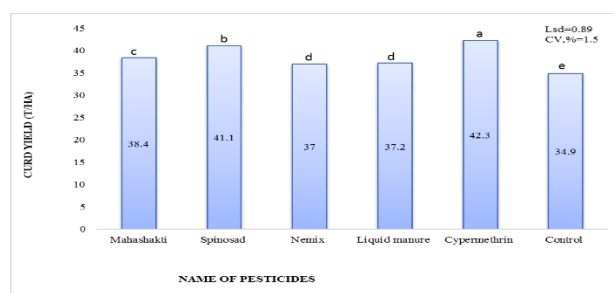 Lsd=0.89
CV,%=1.5
CURD YIELD (T/HA)
45
40
35
30
25
20
15
10
5
0
c
b
d
d
a
e
38.4
41.1
37
37.2
42.3
34.9
Mahashakti
Spinosad
Nemix
Liquid manure
Cypermethrin
Control
NAME OF PESTICIDES